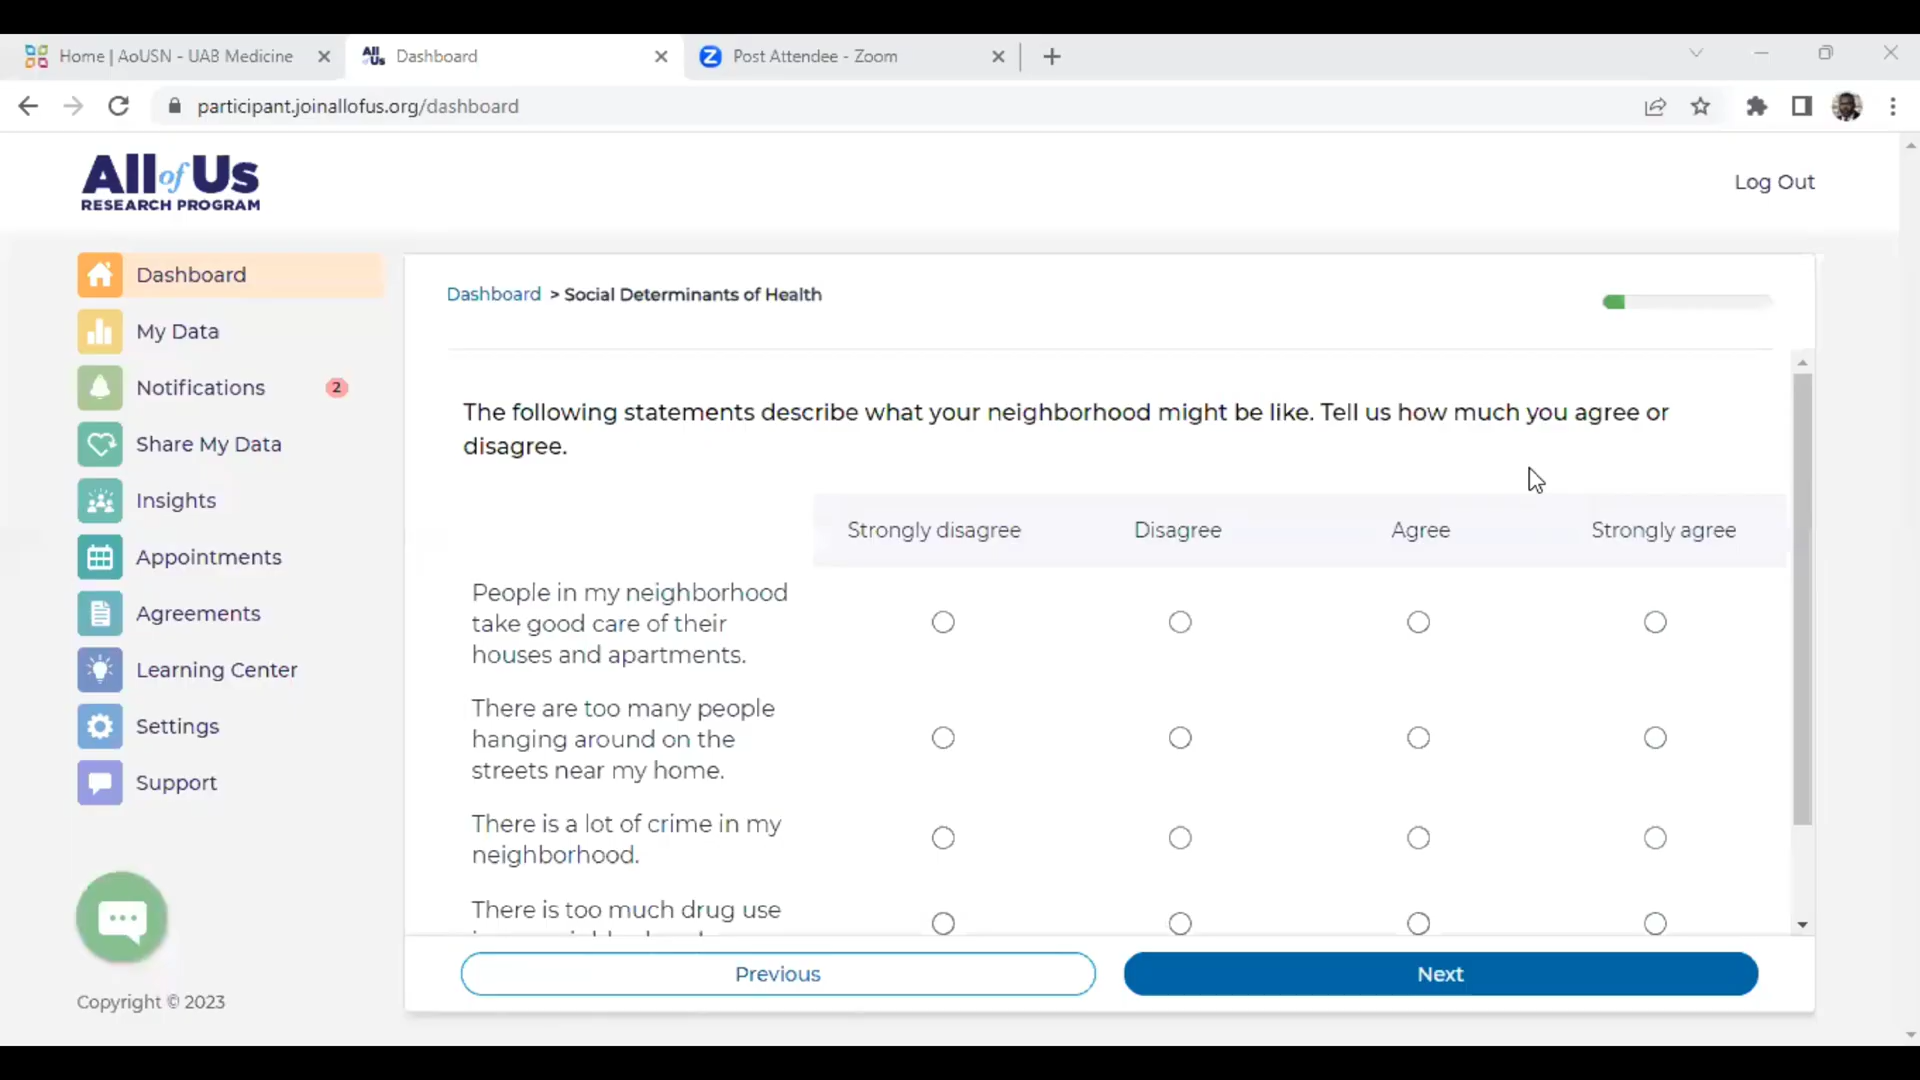 Home | AoUSN - UAB Medicine
All of Us
Dashboard
Post Attendee - Zoom
participant.joinallofus.org/dashboard
All of Us
RESEARCH PROGRAM
Log Out
Dashboard
My Data
Notifications 2
Share My Data
Insights
Appointments
Agreements
Learning Center
Settings
Support
Copyright © 2023
Dashboard > Social Determinants of Health
The following statements describe what your neighborhood might be like. Tell us how much you agree or
disagree.
Strongly disagree Disagree Agree Strongly agree
People in my neighborhood
take good care of their
houses and apartments.
There are too many people
hanging around on the
streets near my home.
There is a lot of crime in my
neighborhood.
There is too much drug use
Previous
Next